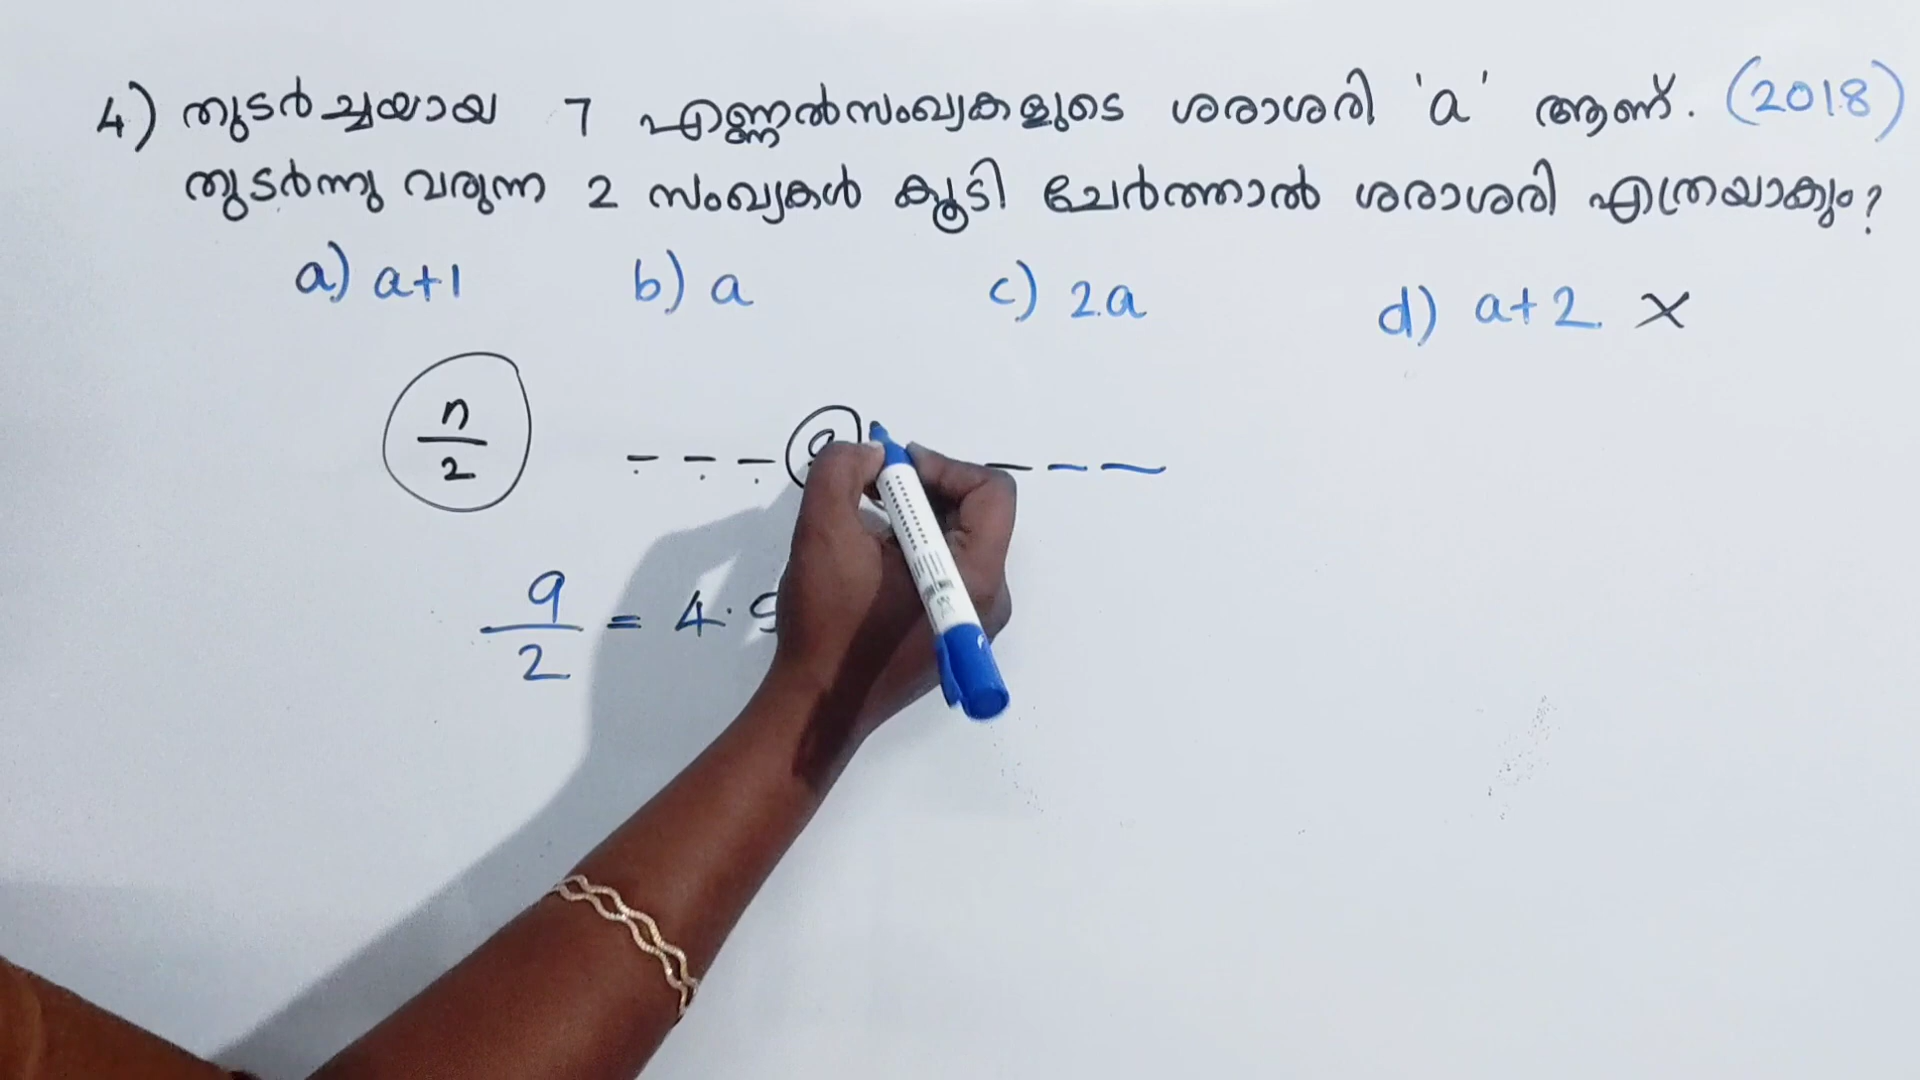 4) തുടർച്ചയായ 7 എണ്ണൽസംഖ്യകളുടെ ശരാശരി 'a' ആണ്. (2018)
തുടർന്നു വരുന്ന 2 സംഖ്യകൾ കൂടി ചേർത്താൽ ശരാശരി എത്രയാകും?
a) a+1 b) a c) 2a d) a+2 ×
n/2 _ _ _ _ _ _
9/2 = 4.